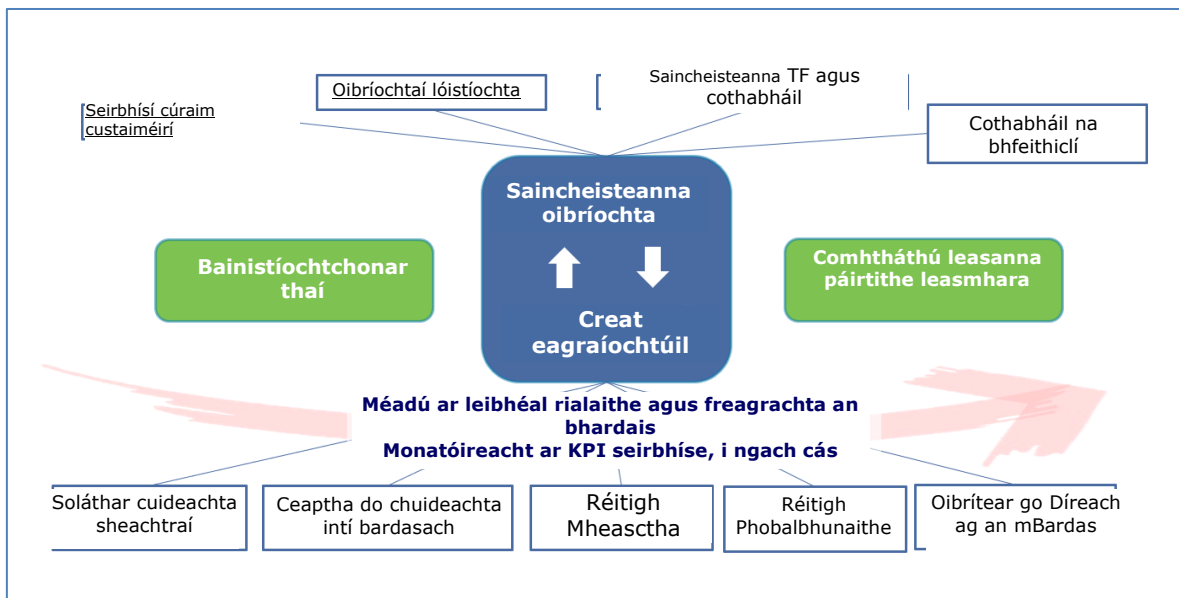 Seirbhísí cúraim
custaiméirí
Oibríochtaí lóistíochta
Saincheisteanna TF agus
cothabháil
Cothabháil na
bhfeithiclí
Saincheisteanna
oibríochta
Bainistíochtchonar
thaí
Comhtháthú leasanna
páirtithe leasmhara
Creat
eagraíochtúil
Méadú ar leibhéal rialaithe agus freagrachta an
bhardais
Monatóireacht ar KPI seirbhíse, i ngach cás
Soláthar cuideachta
sheachtraí
Ceaptha do chuideachta
intí bardasach
Réitigh
Mheasctha
Réitigh
Phobalbhunaithe
Oibrítear go Díreach
ag an mBardas